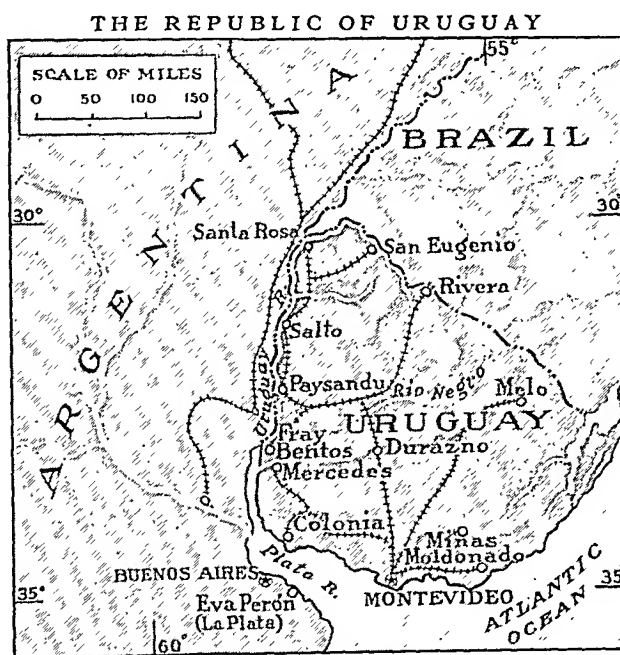 THE REPUBLIC OF URUGUAY
55°
SCALE OF MILES
0 50 100 150
ARGENTINA
BRAZIL
30°
30°
Santa Rosa
San Eugenio
Rivera
Uruguay R.
Salto
Paysandu
Rio Negro
Melo
URUGUAY
Fray
Bentos
Durazno
Mercedes
Colonia
Minas
Moldonado
Plata R.
BUENOS AIRES
35°
35°
Eva Peron
(La Plata)
MONTEVIDEO
ATLANTIC
OCEAN
60°